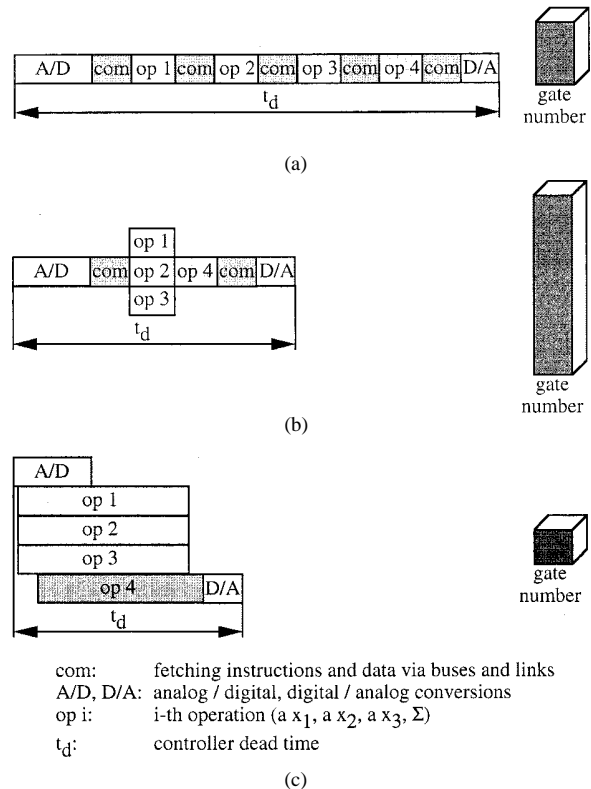 A/D com op 1 com op 2 com op 3 com op 4 com D/A
t_d
gate
number
(a)
op 1
A/D com op 2 op 4 com D/A
op 3
t_d
gate
number
(b)
A/D
op 1
op 2
op 3
op 4 D/A
t_d
gate
number
com: fetching instructions and data via buses and links
A/D, D/A: analog / digital, digital / analog conversions
op i: i-th operation (a x₁, a x₂, a x₃, Σ)
t_d: controller dead time
(c)